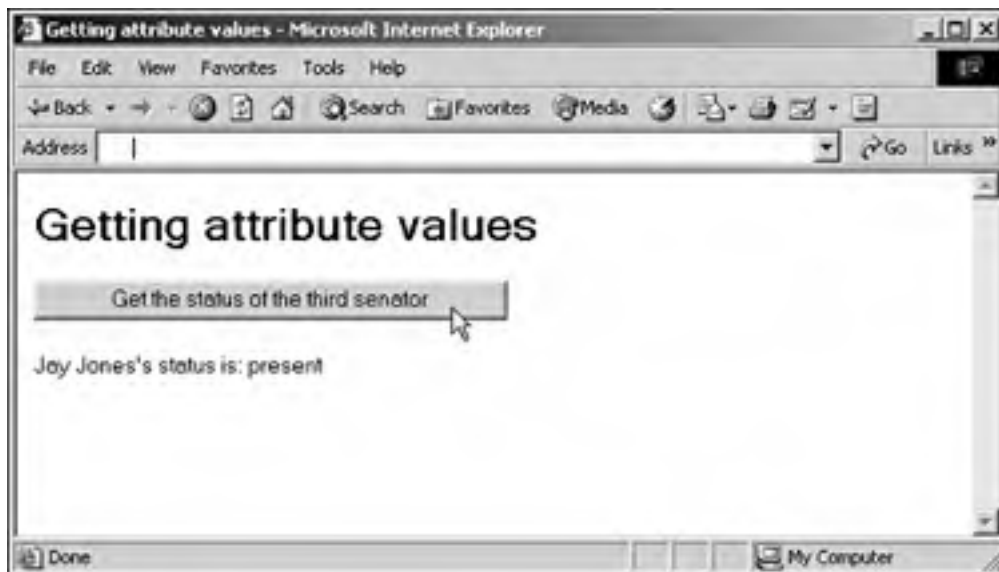 Getting attribute values - Microsoft Internet Explorer
File Edit View Favorites Tools Help
Back Search Favorites Media
Address Go Links »
Getting attribute values
Get the status of the third senator
Jay Jones's status is: present
Done My Computer